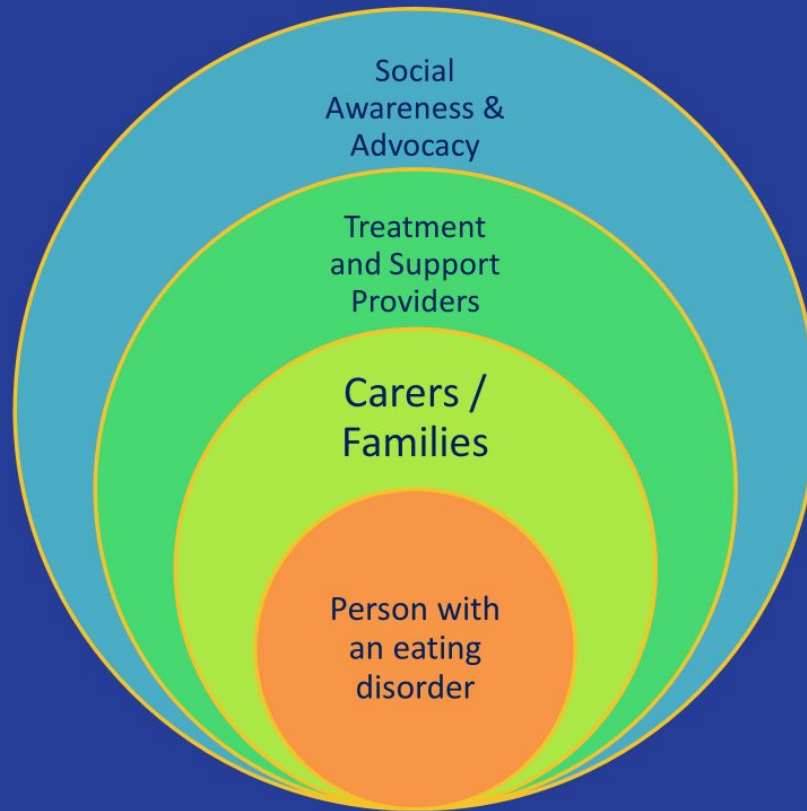 Social
Awareness &
Advocacy
Treatment
and Support
Providers
Carers /
Families
Person with
an eating
disorder